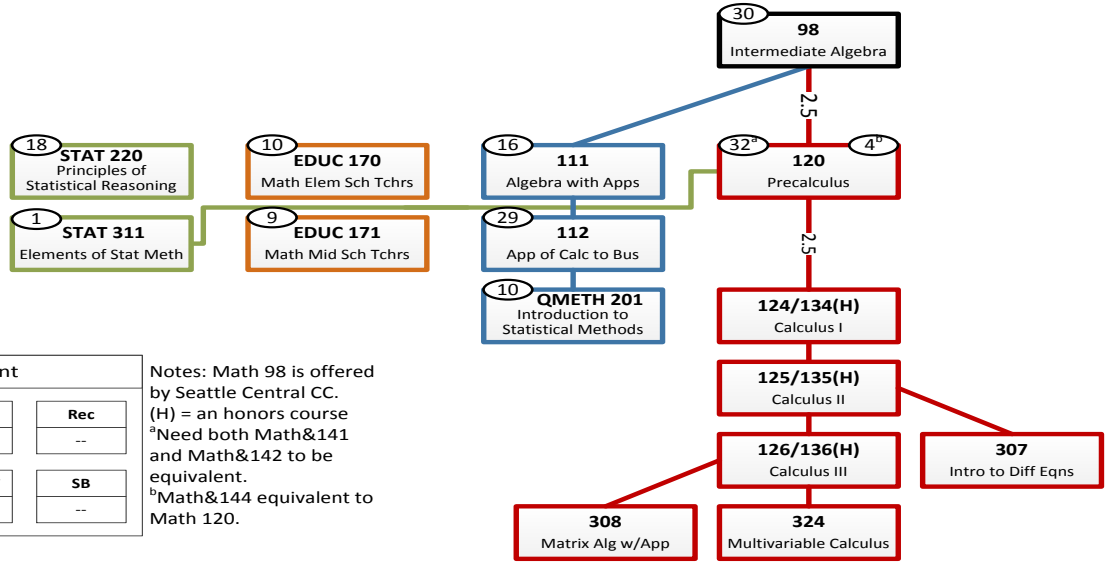 30
98
Intermediate Algebra
2.5
18
STAT 220
Principles of
Statistical Reasoning
10
EDUC 170
Math Elem Sch Tchrs
16
111
Algebra with Apps
32ᵃ
4ᵇ
120
Precalculus
1
STAT 311
Elements of Stat Meth
9
EDUC 171
Math Mid Sch Tchrs
29
112
App of Calc to Bus
2.5
10
QMETH 201
Introduction to
Statistical Methods
124/134(H)
Calculus I
125/135(H)
Calculus II
126/136(H)
Calculus III
307
Intro to Diff Eqns
308
Matrix Alg w/App
324
Multivariable Calculus
nt
Rec
--
SB
--
Notes: Math 98 is offered
by Seattle Central CC.
(H) = an honors course
ᵃNeed both Math&141
and Math&142 to be
equivalent.
ᵇMath&144 equivalent to
Math 120.